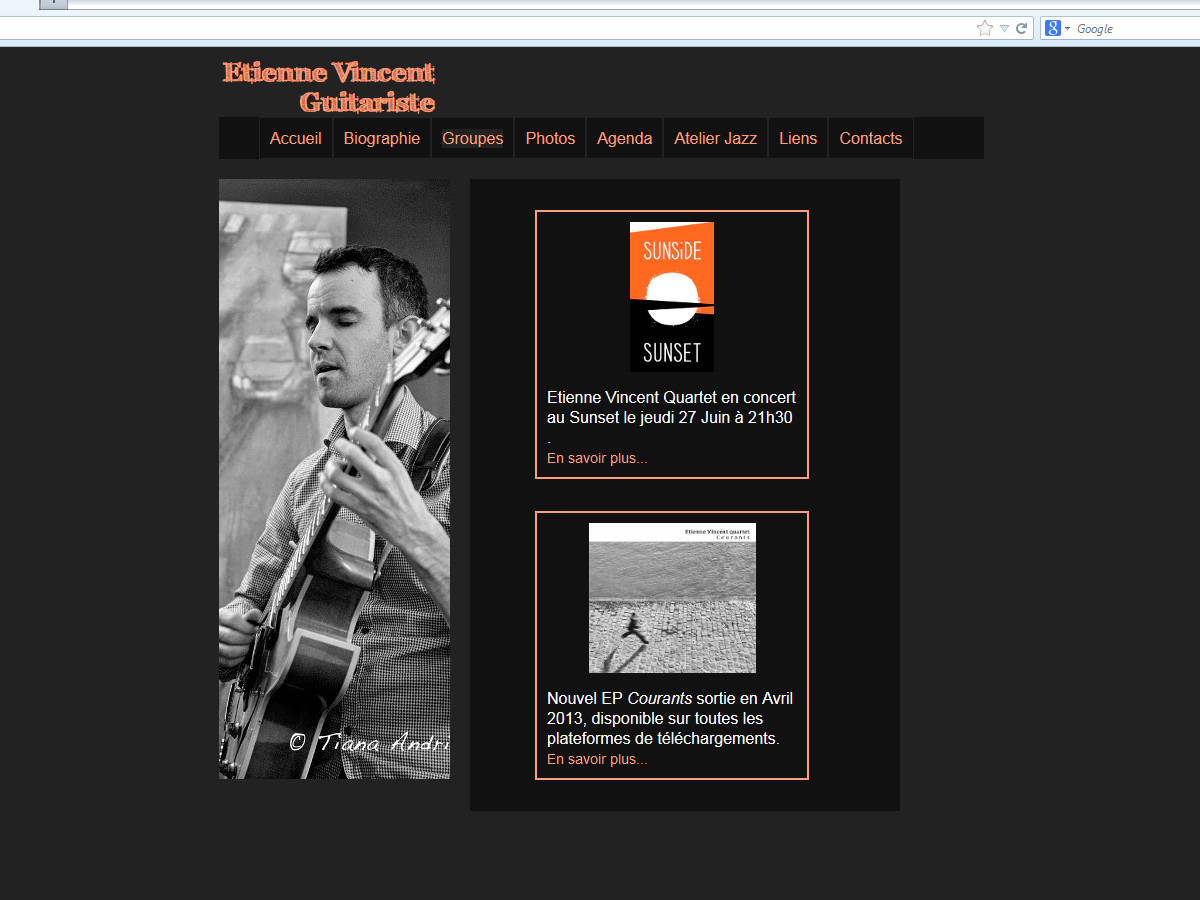 Google
Etienne Vincent
Guitariste
Accueil Biographie Groupes Photos Agenda Atelier Jazz Liens Contacts
© Tiana Andri
SUNSiDE
SUNSET
Etienne Vincent Quartet en concert
au Sunset le jeudi 27 Juin à 21h30
.
En savoir plus...
Etienne Vincent quartet
Courants
Nouvel EP Courants sortie en Avril
2013, disponible sur toutes les
plateformes de téléchargements.
En savoir plus...